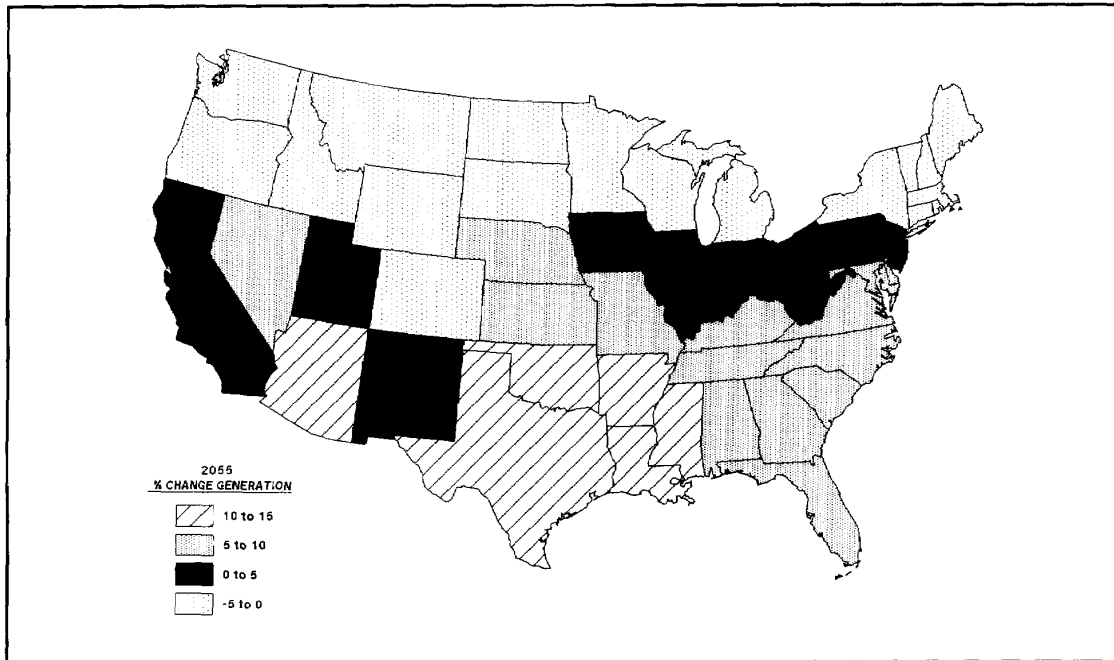 2055
% CHANGE GENERATION
10 to 15
5 to 10
0 to 5
-5 to 0